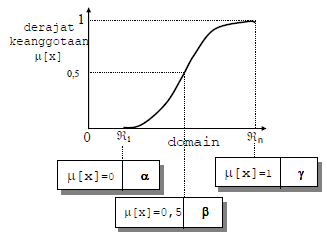 1
derajat
keanggotaan
μ[x]
0,5
0
ℜ1
domain
ℜn
μ[x]=0
α
μ[x]=1
γ
μ[x]=0,5
β